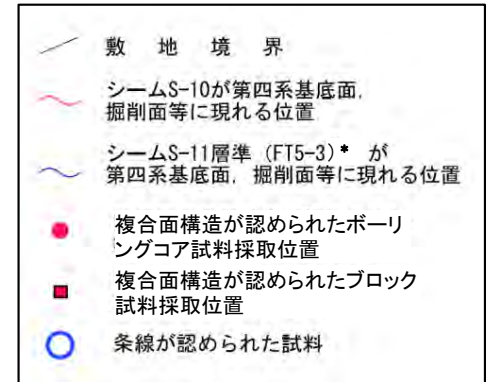 敷 地 境 界
シームS-10が第四系基底面,
掘削面等に現れる位置
シームS-11層準 (FT5-3)* が
第四系基底面, 掘削面等に現れる位置
複合面構造が認められたボーリ
ングコア試料採取位置
複合面構造が認められたブロック
試料採取位置
条線が認められた試料